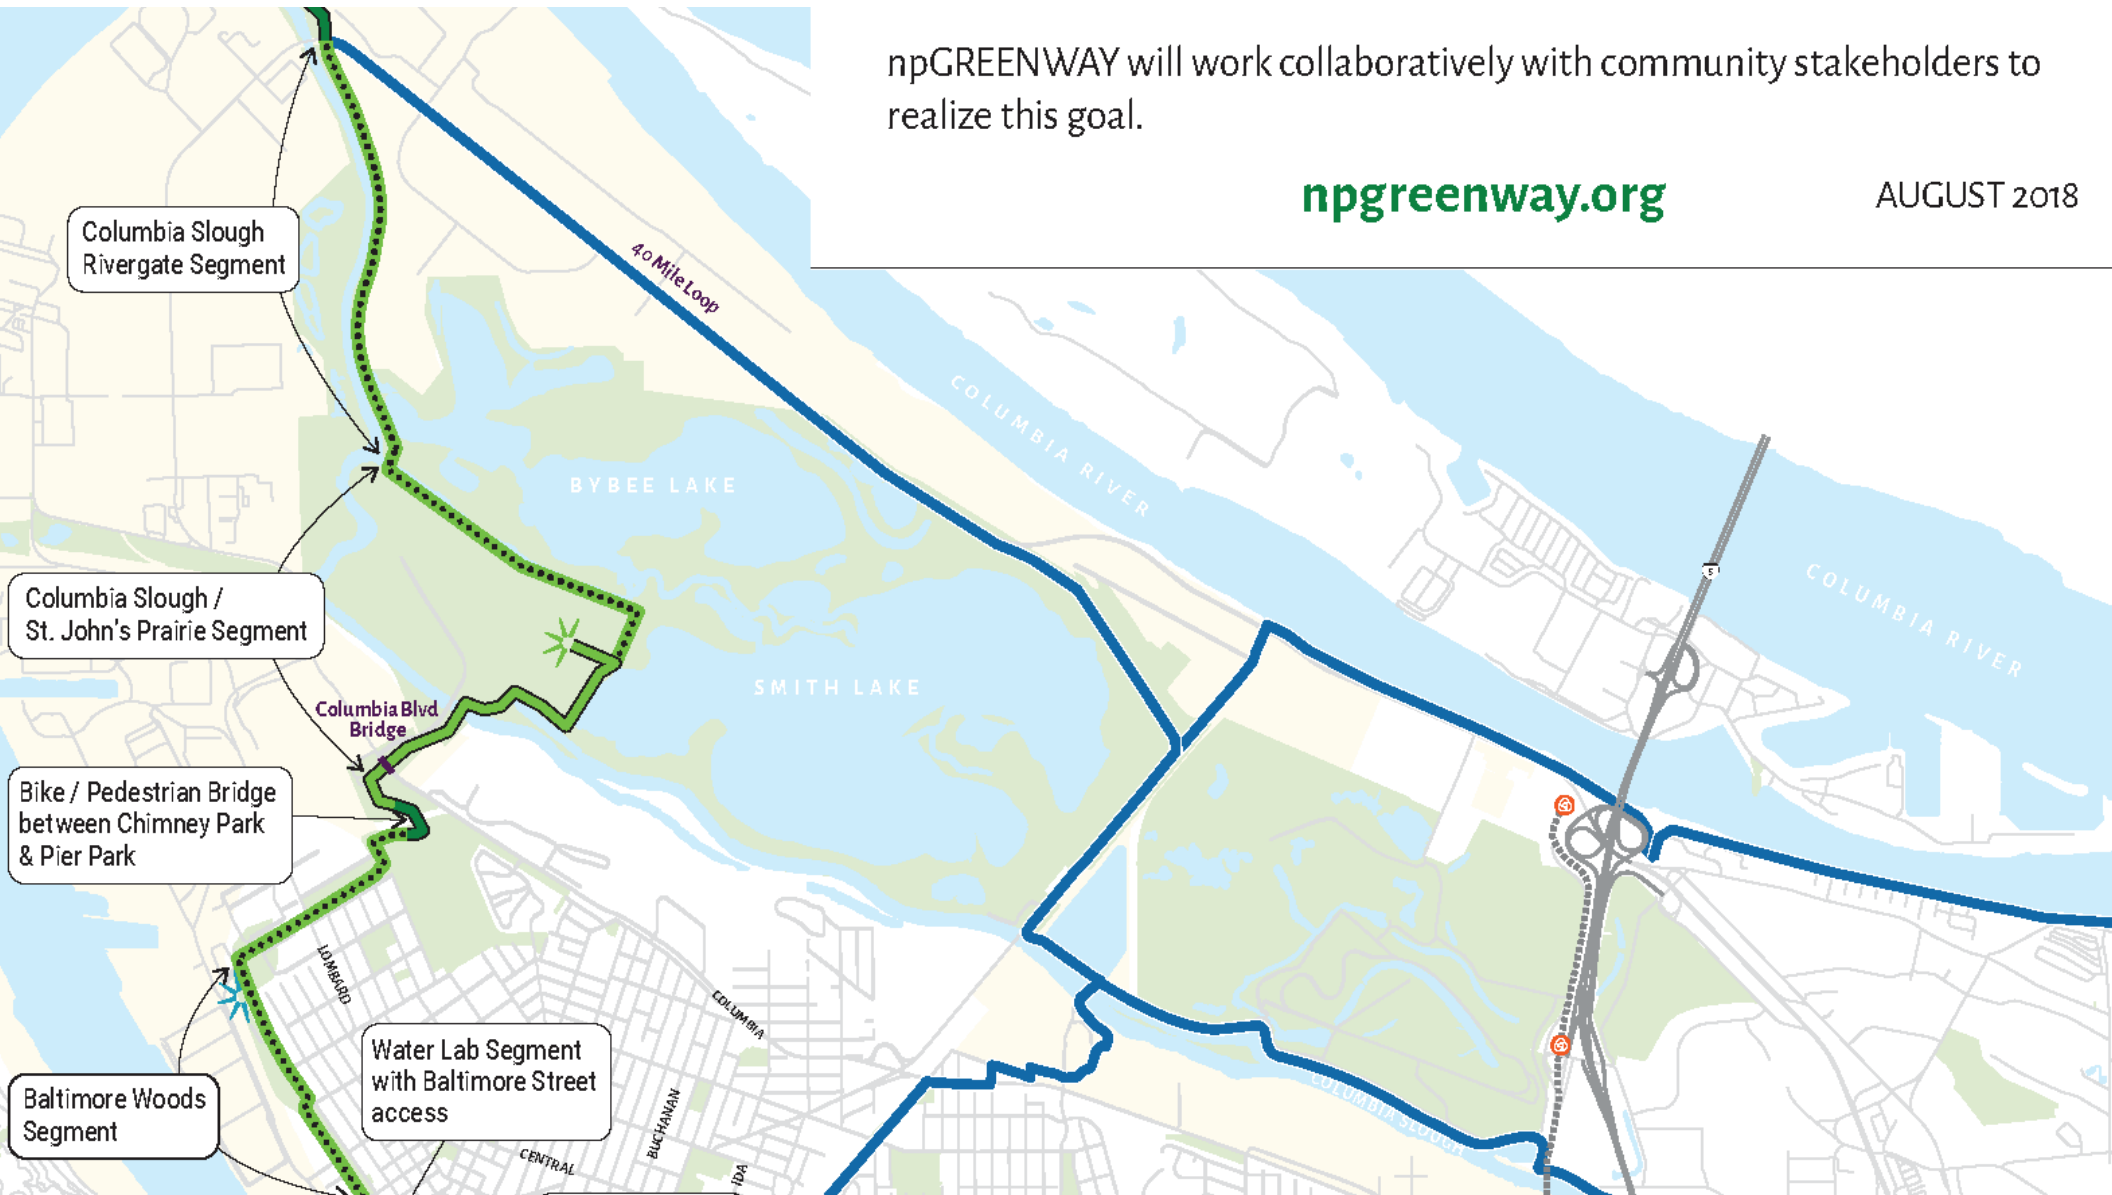 npGREENWAY will work collaboratively with community stakeholders to
realize this goal.
npgreenway.org
AUGUST 2018
Columbia Slough
Rivergate Segment
40 Mile Loop
COLUMBIA RIVER
BYBEE LAKE
5
COLUMBIA RIVER
Columbia Slough /
St. John's Prairie Segment
SMITH LAKE
Columbia Blvd
Bridge
Bike / Pedestrian Bridge
between Chimney Park
& Pier Park
LOMBARD
COLUMBIA
Water Lab Segment
with Baltimore Street
access
Baltimore Woods
Segment
COLUMBIA SLOUGH
BUCHANAN
CENTRAL
IDA